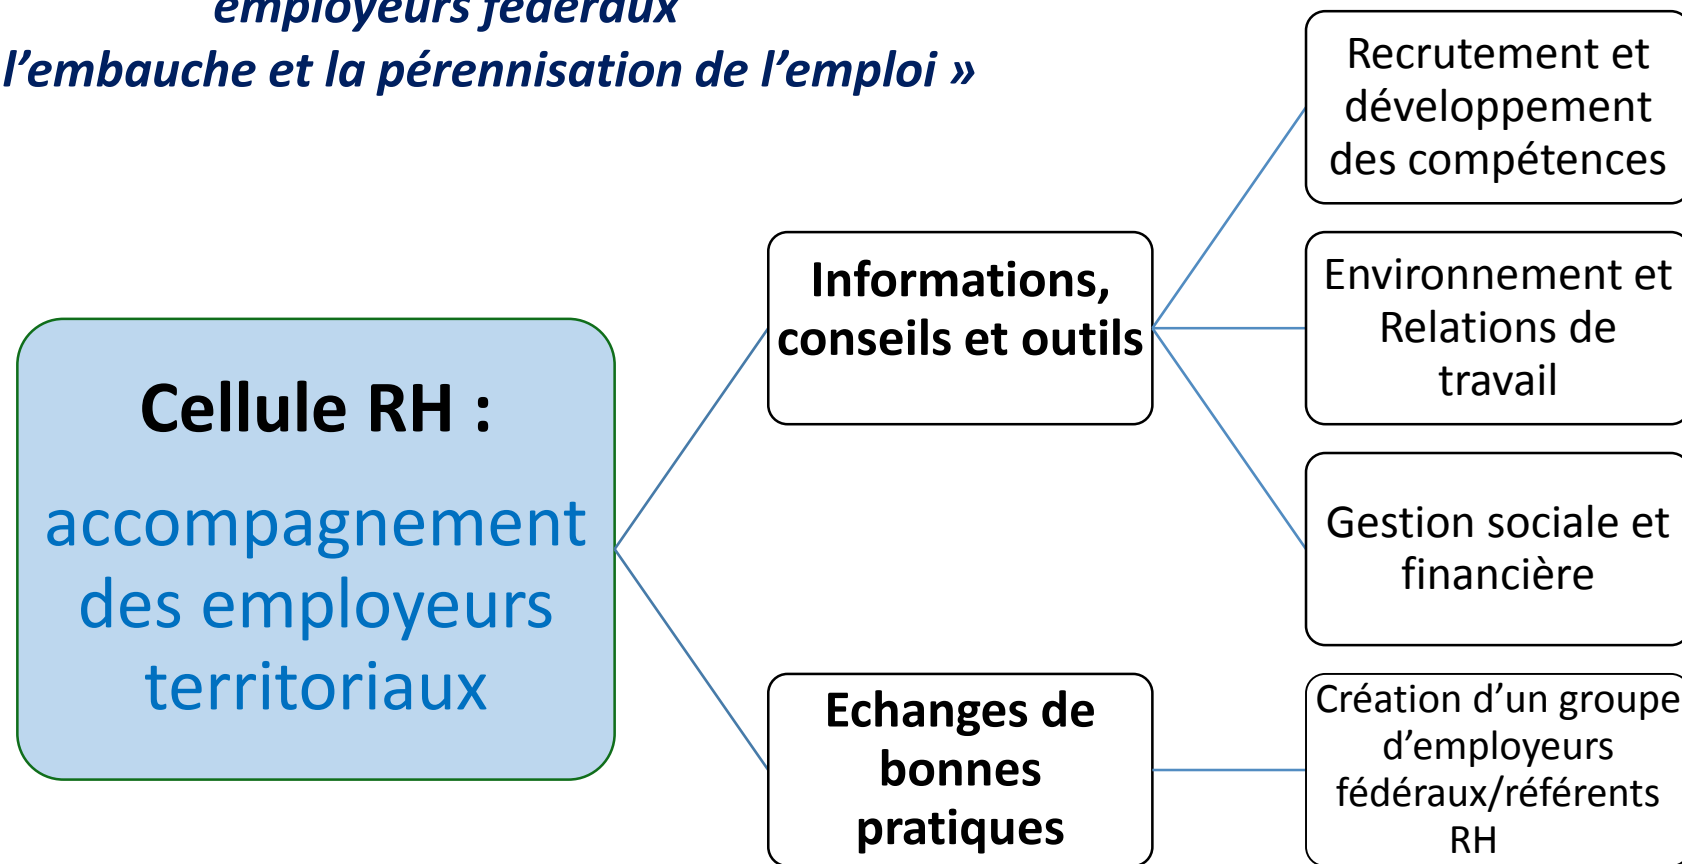 employeurs fédéraux
l’embauche et la pérennisation de l’emploi »
Cellule RH :
accompagnement
des employeurs
territoriaux
Informations,
conseils et outils
Echanges de
bonnes
pratiques
Recrutement et
développement
des compétences
Environnement et
Relations de
travail
Gestion sociale et
financière
Création d’un groupe
d’employeurs
fédéraux/référents
RH